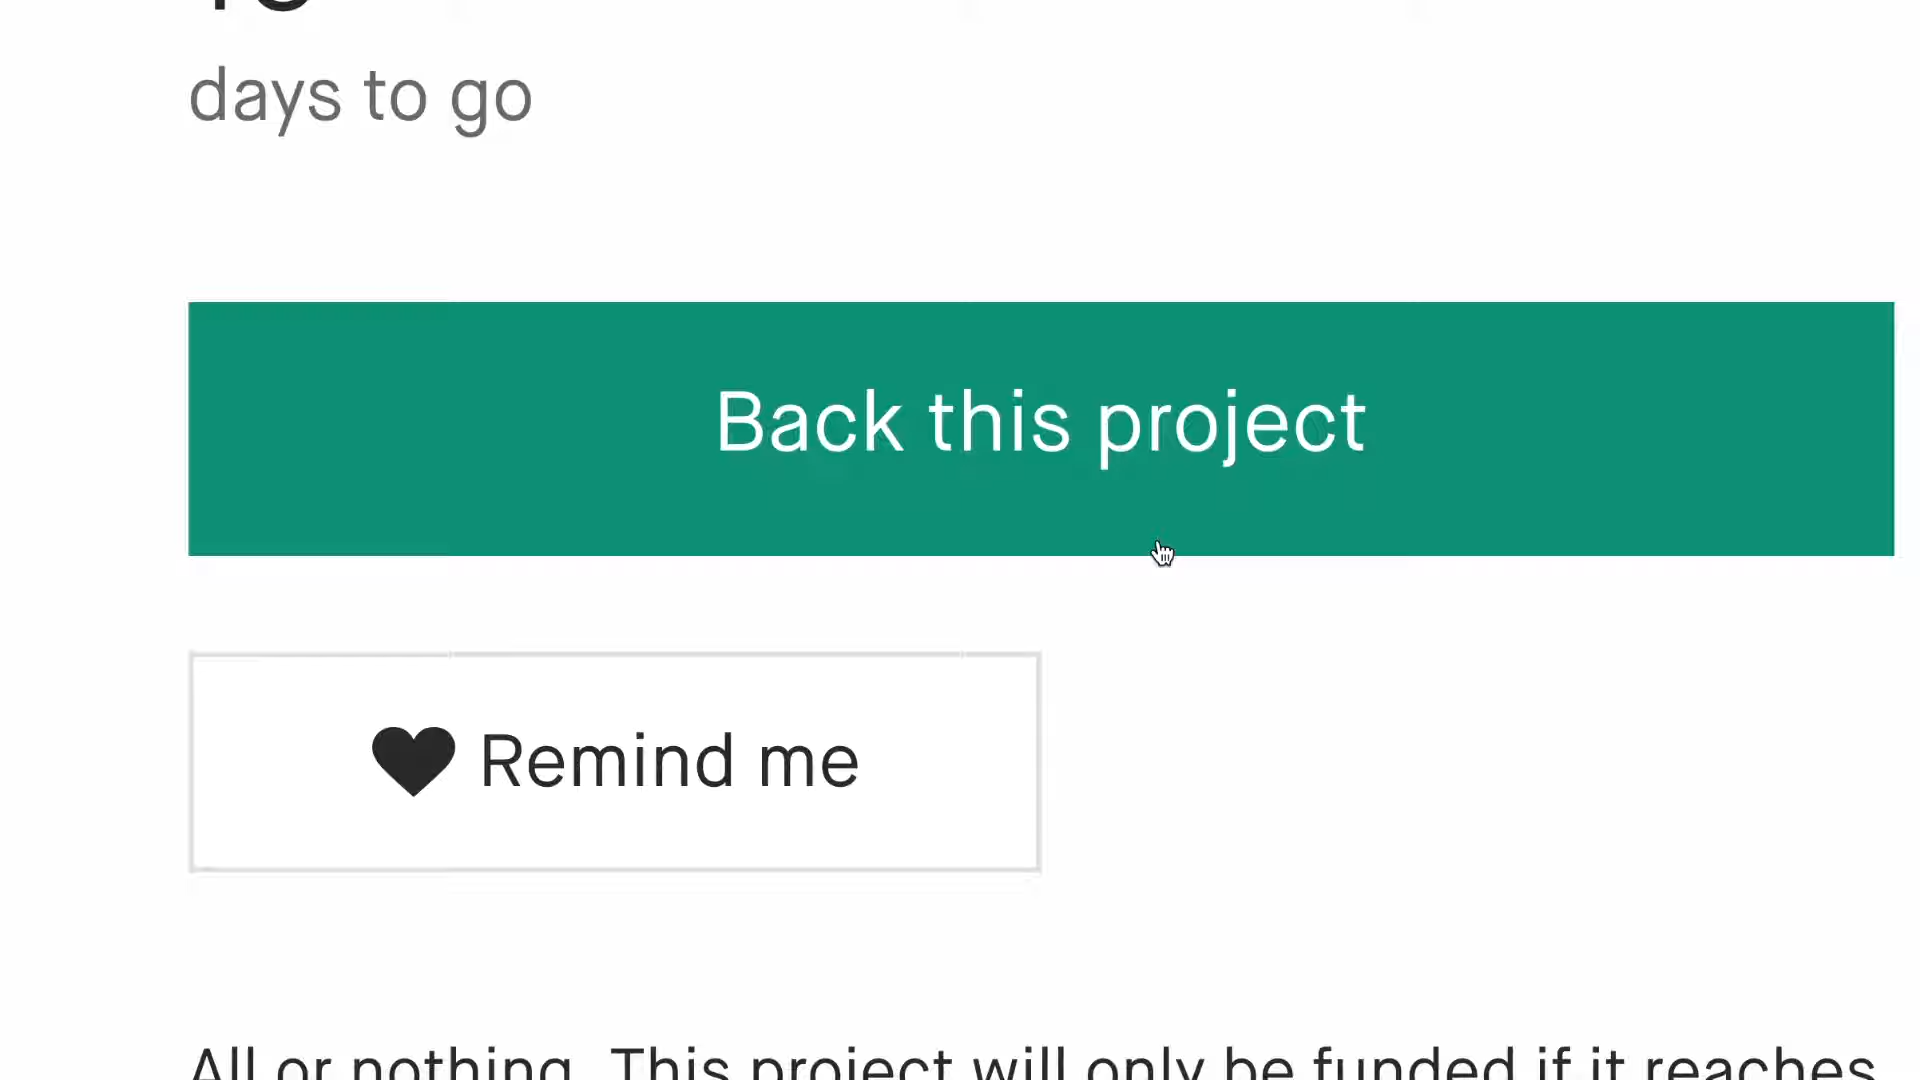 days to go
Back this project
Remind me
All or nothing. This project will only be funded if it reaches